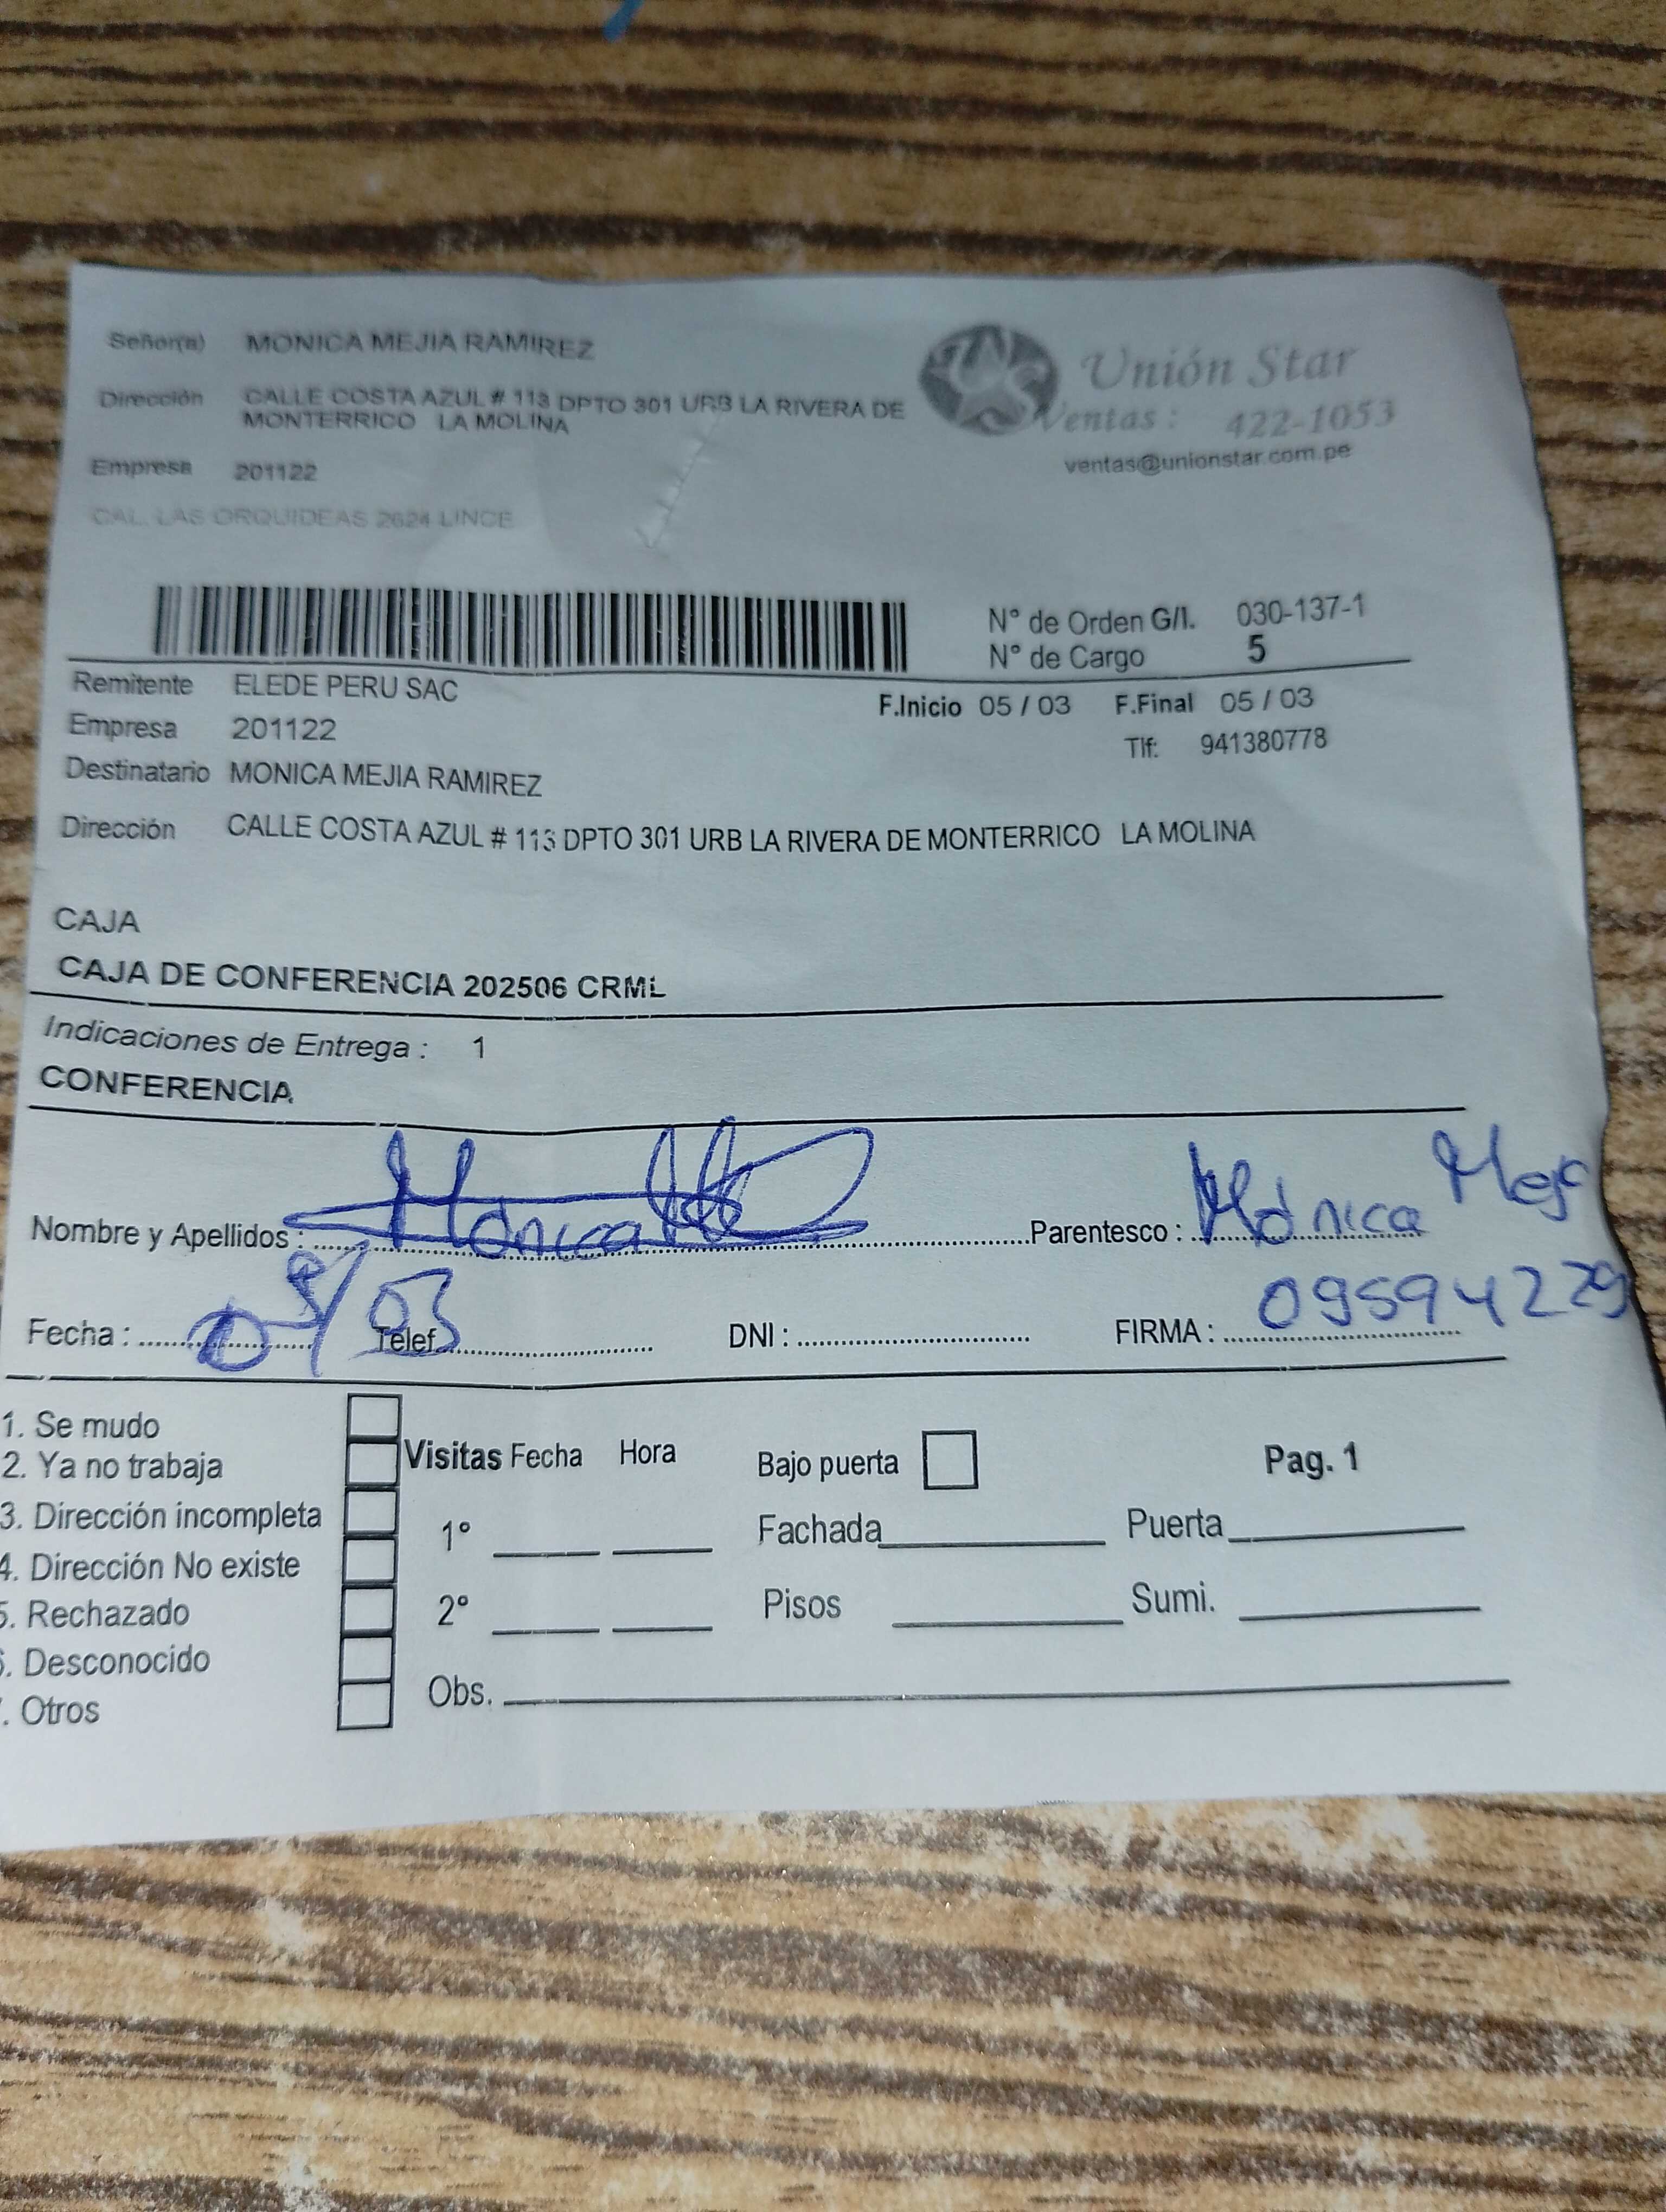 Señor(a) MONICA MEJIA RAMIREZ
Dirección CALLE COSTA AZUL # 113 DPTO 301 URB LA RIVERA DE
MONTERRICO LA MOLINA
Empresa 201122
CAL. LAS ORQUIDEAS 2624 LINCE
Unión Star
Ventas : 422-1053
ventas@unionstar.com.pe
N° de Orden G/I. 030-137-1
N° de Cargo 5
Remitente ELEDE PERU SAC
F.Inicio 05 / 03 F.Final 05 / 03
Empresa 201122
Tlf: 941380778
Destinatario MONICA MEJIA RAMIREZ
Dirección CALLE COSTA AZUL # 113 DPTO 301 URB LA RIVERA DE MONTERRICO LA MOLINA
CAJA
CAJA DE CONFERENCIA 202506 CRML
Indicaciones de Entrega : 1
CONFERENCIA
Nombre y Apellidos : Mónica Parentesco : Mónica
Fecha : 05/03 Telef. DNI : FIRMA : 09594229
1. Se mudo
2. Ya no trabaja
3. Dirección incompleta
4. Dirección No existe
5. Rechazado
6. Desconocido
. Otros
Visitas Fecha Hora
1°
2°
Obs.
Bajo puerta
Pag. 1
Fachada Puerta
Pisos Sumi.